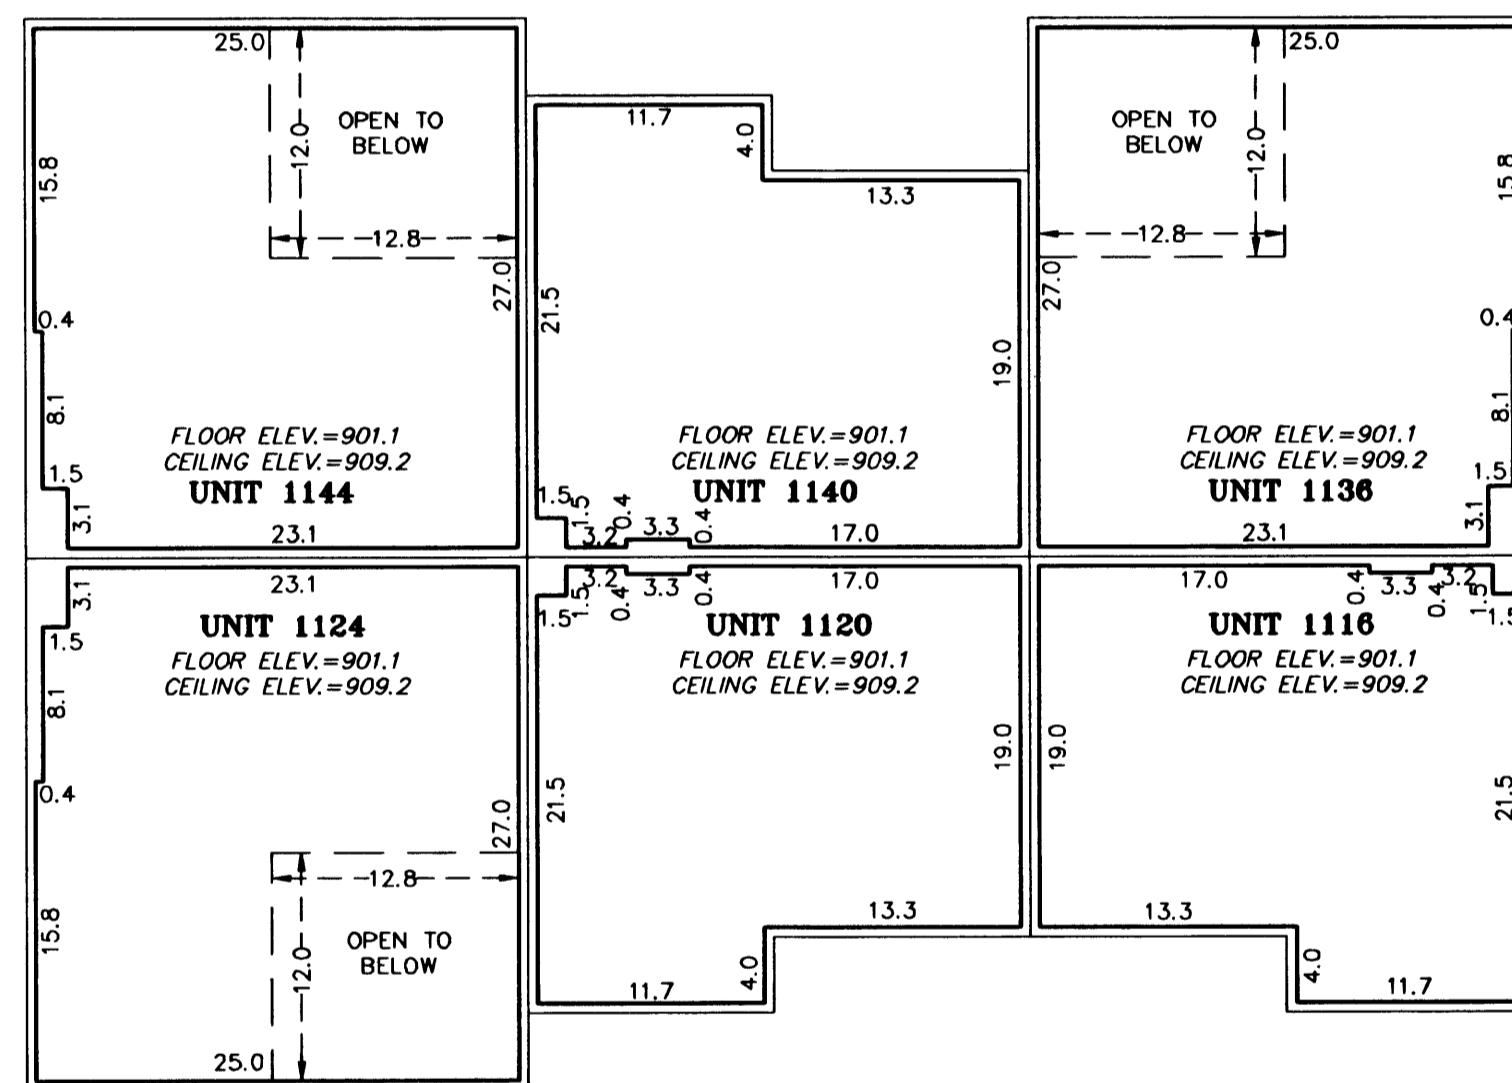 25.0
12.0
OPEN TO
BELOW
15.8
12.8
27.0
0.4
8.1
FLOOR ELEV.=901.1
CEILING ELEV.=909.2
1.5
UNIT 1144
3.1
23.1
11.7
4.0
13.3
21.5
19.0
FLOOR ELEV.=901.1
CEILING ELEV.=909.2
UNIT 1140
1.5
1.5
3.2
0.4
3.3
0.4
17.0
25.0
OPEN TO
BELOW
12.0
15.8
12.8
27.0
0.4
8.1
FLOOR ELEV.=901.1
CEILING ELEV.=909.2
1.5
UNIT 1136
3.1
23.1
3.1
23.1
1.5
UNIT 1124
FLOOR ELEV.=901.1
CEILING ELEV.=909.2
8.1
0.4
27.0
12.8
15.8
OPEN TO
BELOW
12.0
25.0
1.5
1.5
3.2
0.4
3.3
0.4
17.0
UNIT 1120
FLOOR ELEV.=901.1
CEILING ELEV.=909.2
19.0
21.5
13.3
4.0
11.7
17.0
0.4
3.3
0.4
3.2
1.5
1.5
UNIT 1116
FLOOR ELEV.=901.1
CEILING ELEV.=909.2
19.0
21.5
13.3
4.0
11.7